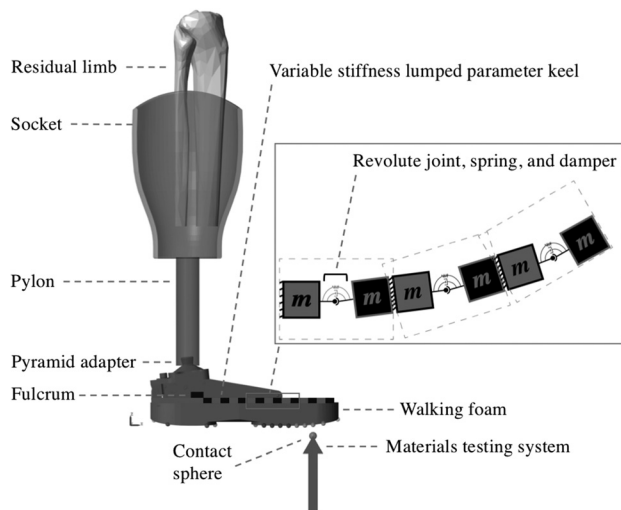 Residual limb
Variable stiffness lumped parameter keel
Socket
Revolute joint, spring, and damper
m
m
m
m
m
m
Pylon
Pyramid adapter
Fulcrum
Walking foam
Contact
sphere
Materials testing system